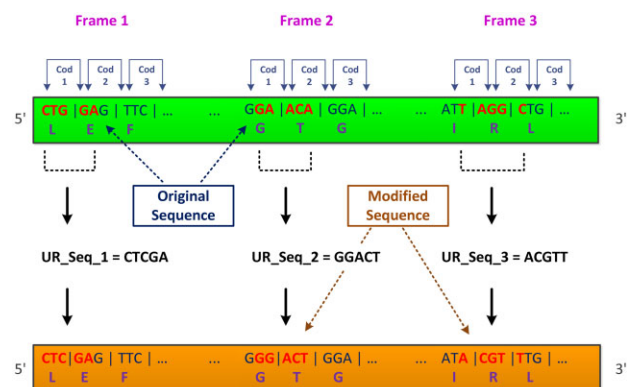 Frame 1 Frame 2 Frame 3
Cod 1 Cod 2 Cod 3 Cod 1 Cod 2 Cod 3 Cod 1 Cod 2 Cod 3
5' CTG |GAG| TTC | ... ... GGA | ACA | GGA | ... ... ATT | AGG | CTG | ... 3'
L E F G T G I R L
Original Sequence Modified Sequence
UR_Seq_1 = CTCGA UR_Seq_2 = GGACT UR_Seq_3 = ACGTT
5' CTC|GAG| TTC | ... ... GGG | ACT | GGA | ... ... ATA | CGT | TTG | ... 3'
L E F G T G I R L